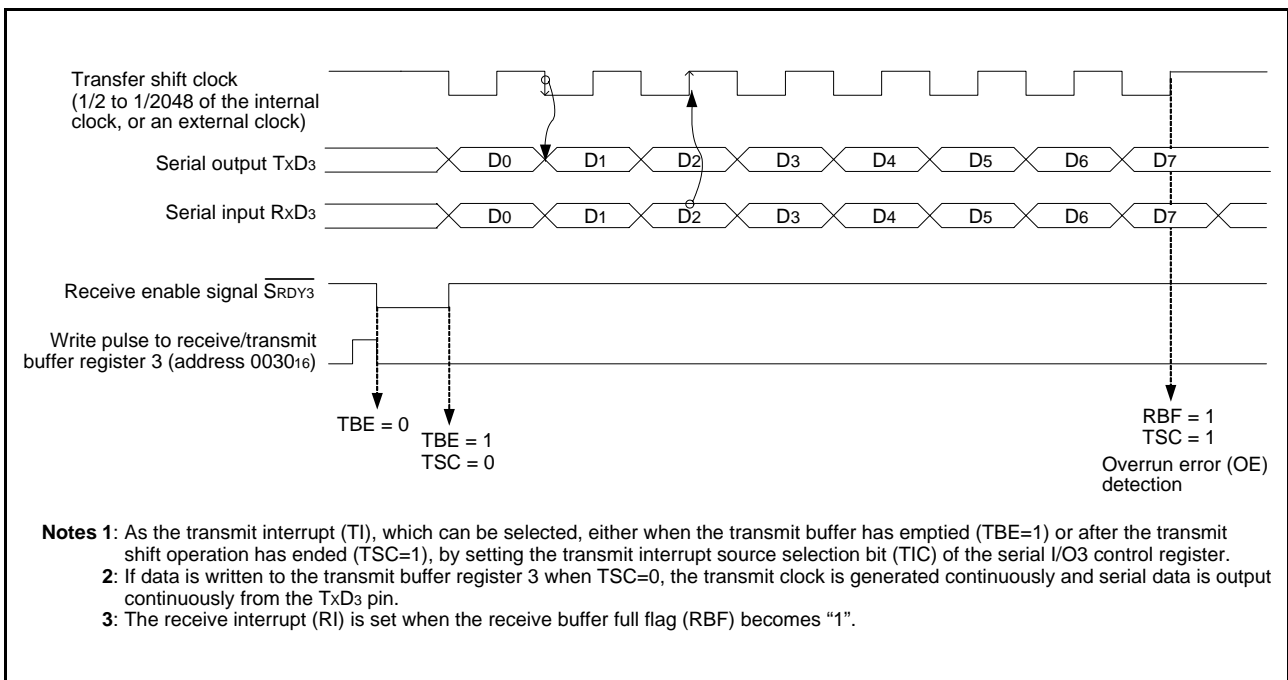 Transfer shift clock
(1/2 to 1/2048 of the internal
clock, or an external clock)
Serial output TxD3
D0 D1 D2 D3 D4 D5 D6 D7
Serial input RxD3
D0 D1 D2 D3 D4 D5 D6 D7
Receive enable signal SRDY3
Write pulse to receive/transmit
buffer register 3 (address 003016)
TBE = 0
TBE = 1
TSC = 0
RBF = 1
TSC = 1
Overrun error (OE)
detection
Notes 1: As the transmit interrupt (TI), which can be selected, either when the transmit buffer has emptied (TBE=1) or after the transmit
shift operation has ended (TSC=1), by setting the transmit interrupt source selection bit (TIC) of the serial I/O3 control register.
2: If data is written to the transmit buffer register 3 when TSC=0, the transmit clock is generated continuously and serial data is output
continuously from the TxD3 pin.
3: The receive interrupt (RI) is set when the receive buffer full flag (RBF) becomes “1”.